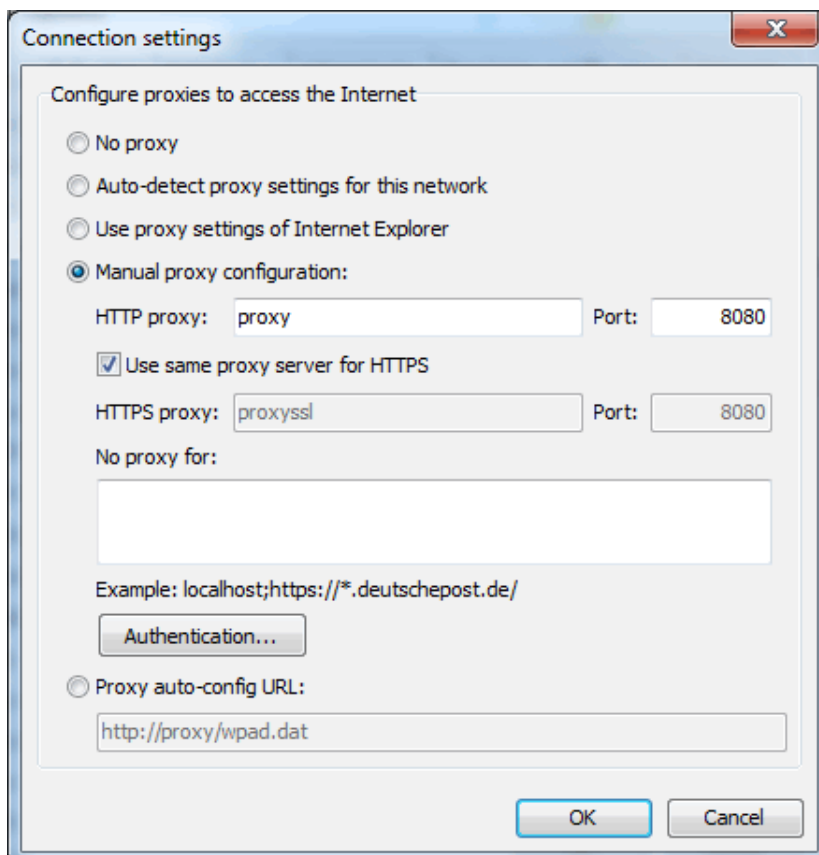 Connection settings
Configure proxies to access the Internet
No proxy
Auto-detect proxy settings for this network
Use proxy settings of Internet Explorer
Manual proxy configuration:
HTTP proxy: proxy Port: 8080
Use same proxy server for HTTPS
HTTPS proxy: proxyssl Port: 8080
No proxy for:
Example: localhost;https://*.deutschepost.de/
Authentication...
Proxy auto-config URL:
http://proxy/wpad.dat
OK Cancel